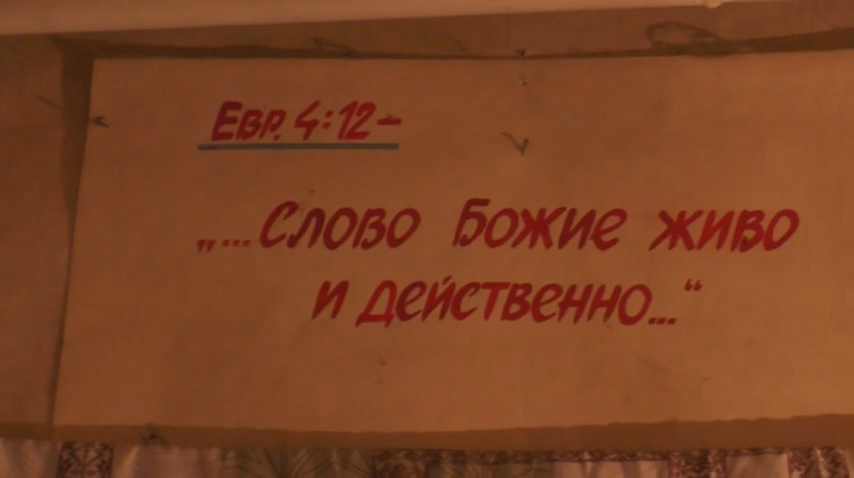 Евр. 4:12-
„...Слово Божие живо
и действенно...“